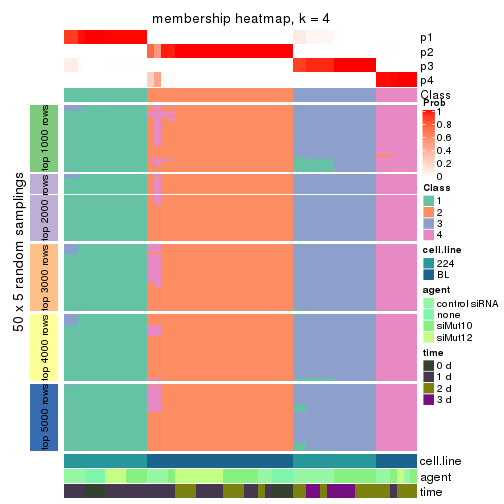 membership heatmap, k = 4
p1
p2
p3
p4
Class
50 x 5 random samplings
top 1000 rows
top 2000 rows
top 3000 rows
top 4000 rows
top 5000 rows
Prob
1
0.8
0.6
0.4
0.2
0
Class
1
2
3
4
cell.line
224
BL
agent
control siRNA
none
siMut10
siMut12
time
0 d
1 d
2 d
3 d
cell.line
agent
time